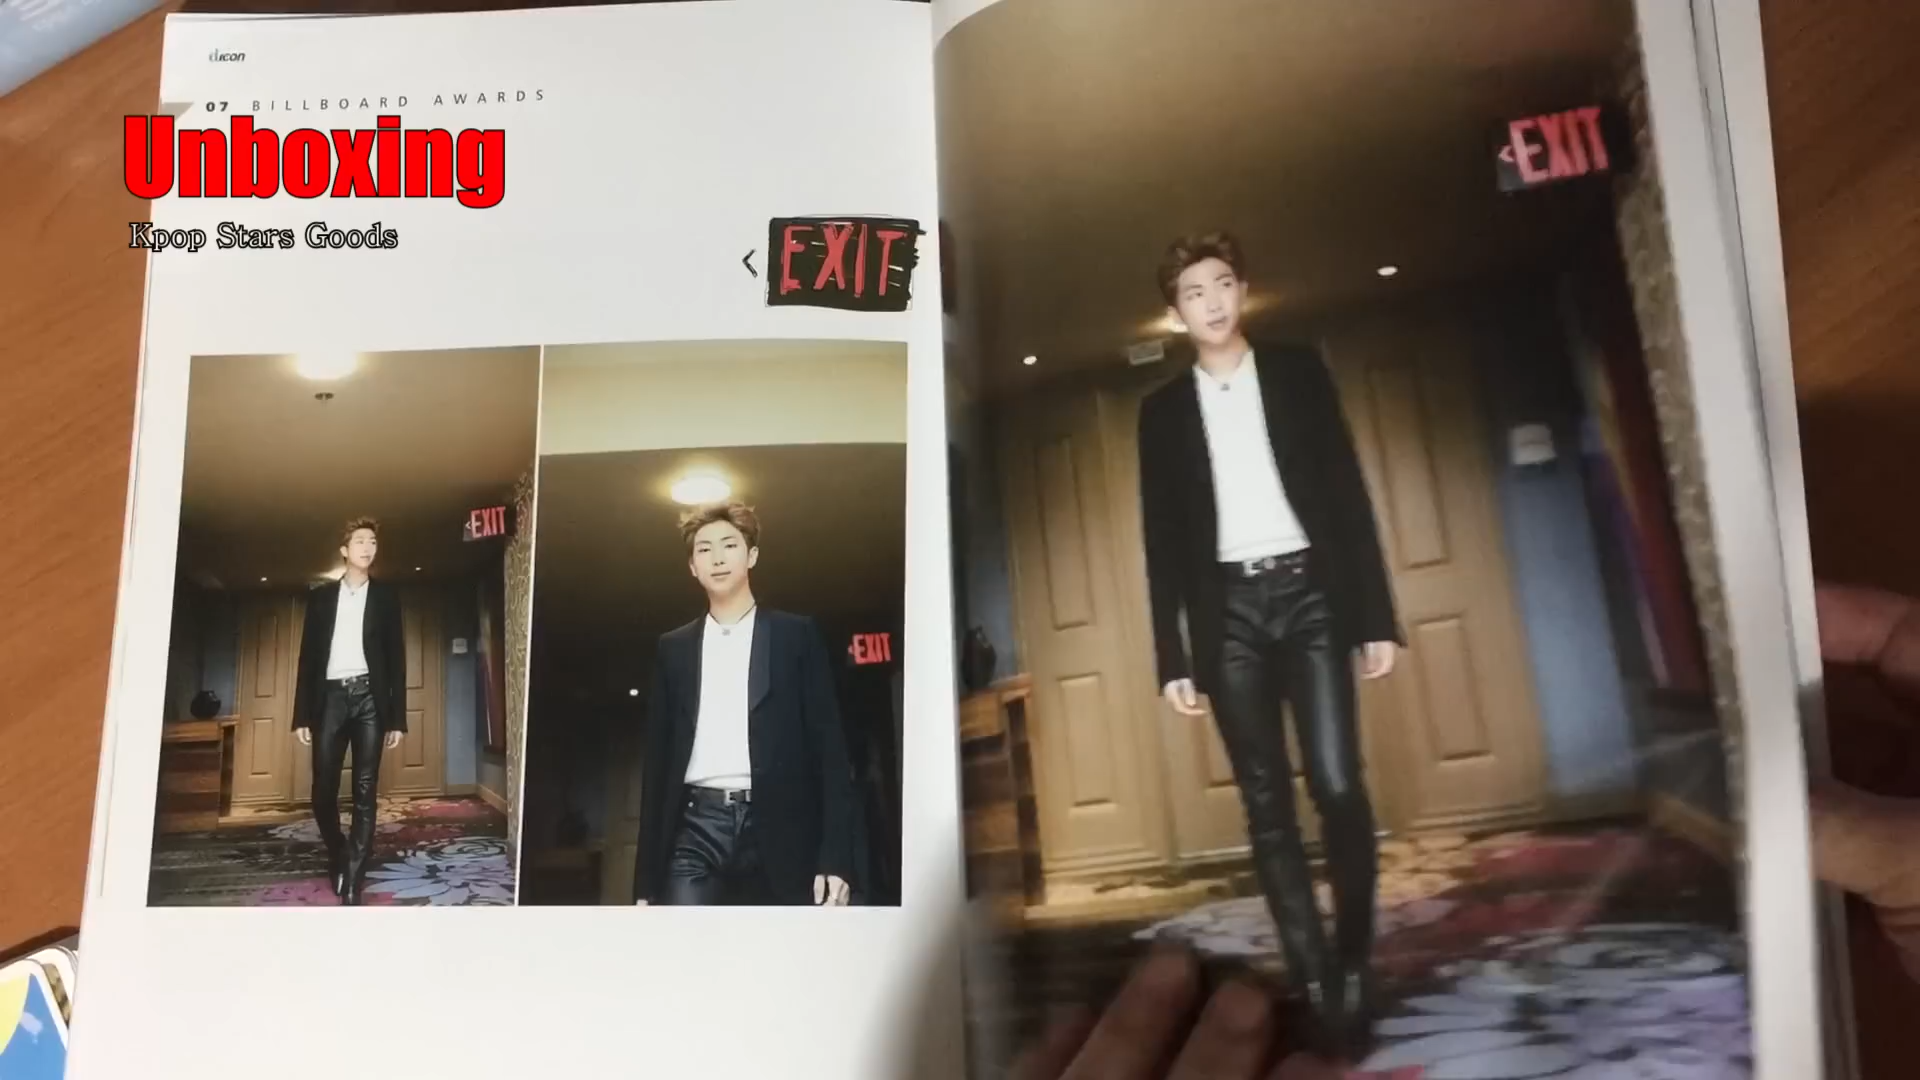 dicon
07 BILLBOARD AWARDS
Unboxing
Kpop Stars Goods
< EXIT
<EXIT
<EXIT
<EXIT